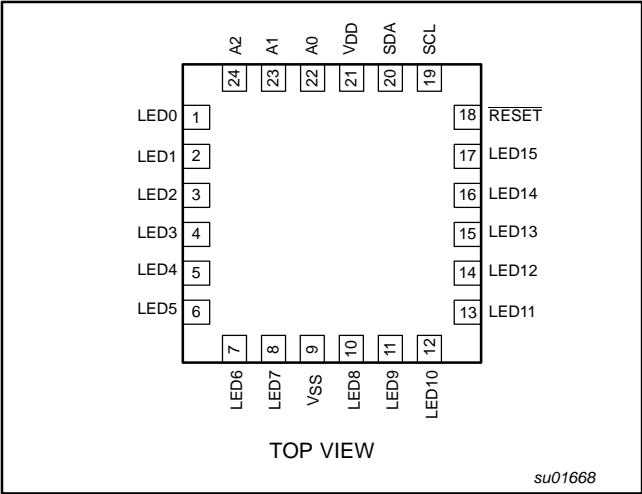 A2 A1 A0 VDD SDA SCL
24 23 22 21 20 19
LED0 1 18 RESET
LED1 2 17 LED15
LED2 3 16 LED14
LED3 4 15 LED13
LED4 5 14 LED12
LED5 6 13 LED11
7 8 9 10 11 12
LED6 LED7 VSS LED8 LED9 LED10
TOP VIEW
su01668